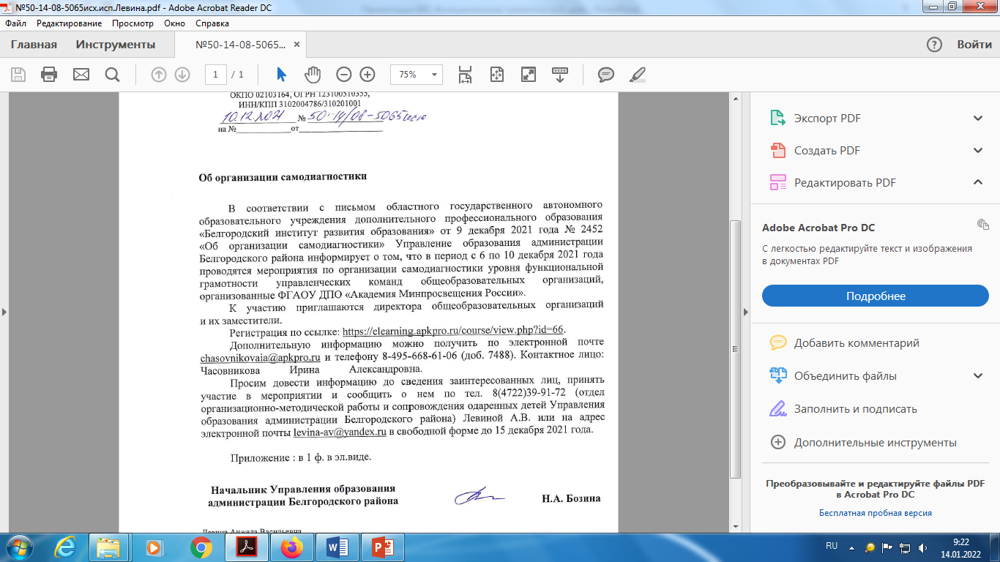 №50-14-08-5065исх.исп.Левина.pdf - Adobe Acrobat Reader DC
Файл Редактирование Просмотр Окно Справка
Главная Инструменты №50-14-08-5065... × Войти
1 / 1 75%
ОКПО 02103164, ОГРН 123100510355,
ИНН/КПП 3102004786/310201001
10.12.2021 № 50-14/08-5065исх
на №______________от________________
Об организации самодиагностики
В соответствии с письмом областного государственного автономного
образовательного учреждения дополнительного профессионального образования
«Белгородский институт развития образования» от 9 декабря 2021 года № 2452
«Об организации самодиагностики» Управление образования администрации
Белгородского района информирует о том, что в период с 6 по 10 декабря 2021 года
проводятся мероприятия по организации самодиагностики уровня функциональной
грамотности управленческих команд общеобразовательных организаций,
организованные ФГАОУ ДПО «Академия Минпросвещения России».
К участию приглашаются директора общеобразовательных организаций
и их заместители.
Регистрация по ссылке: https://elearning.apkpro.ru/course/view.php?id=66.
Дополнительную информацию можно получить по электронной почте
chasovnikovaia@apkpro.ru и телефону 8-495-668-61-06 (доб. 7488). Контактное лицо:
Часовникова Ирина Александровна.
Просим довести информацию до сведения заинтересованных лиц, принять
участие в мероприятии и сообщить о нем по тел. 8(4722)39-91-72 (отдел
организационно-методической работы и сопровождения одаренных детей Управления
образования администрации Белгородского района) Левиной А.В. или на адрес
электронной почты levina-av@yandex.ru в свободной форме до 15 декабря 2021 года.
Приложение : в 1 ф. в эл.виде.
Начальник Управления образования
администрации Белгородского района Н.А. Бозина
Левина Анжела Васильевна
Экспорт PDF
Создать PDF
Редактировать PDF
Adobe Acrobat Pro DC
С легкостью редактируйте текст и изображения
в документах PDF
Подробнее
Добавить комментарий
Объединить файлы
Заполнить и подписать
Дополнительные инструменты
Преобразовывайте и редактируйте файлы PDF
в Acrobat Pro DC
Бесплатная пробная версия
RU 9:22
14.01.2022